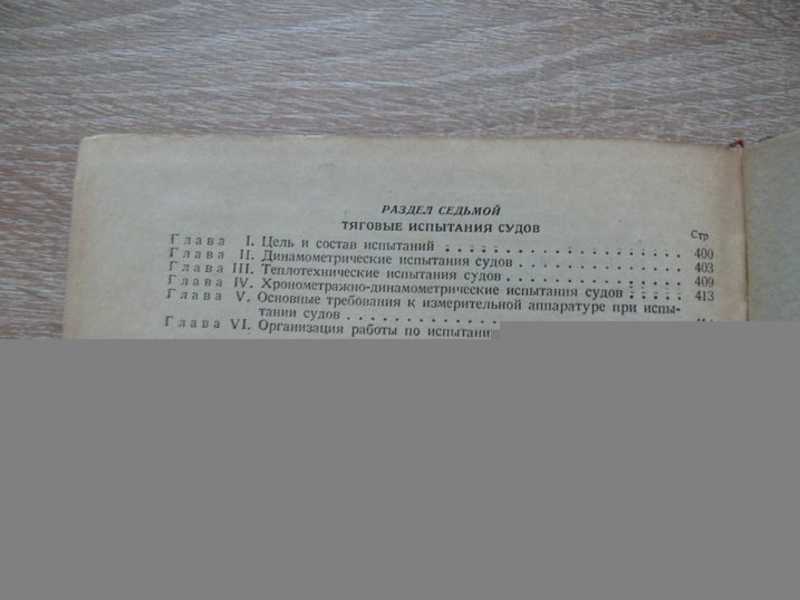 РАЗДЕЛ СЕДЬМОЙ
ТЯГОВЫЕ ИСПЫТАНИЯ СУДОВ
Стр
Глава I. Цель и состав испытаний . . . . . . . . . . . . . . . . 400
Глава II. Динамометрические испытания судов . . . . . . . . . . . 403
Глава III. Теплотехнические испытания судов . . . . . . . . . . . . 409
Глава IV. Хронометражно-динамометрические испытания судов . . . . . 413
Глава V. Основные требования к измерительной аппаратуре при испы-
тании судов . . . . . . . . . . . . . . . .
Глава VI. Организация работы по